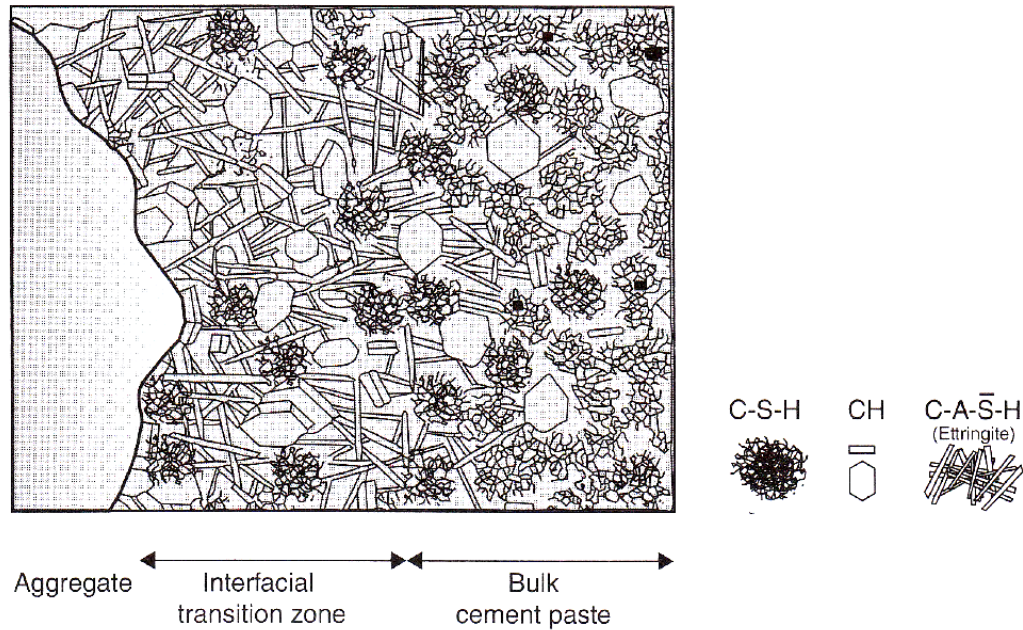 C-S-H
CH
C-A-S̅-H
(Ettringite)
Aggregate
Interfacial
transition zone
Bulk
cement paste